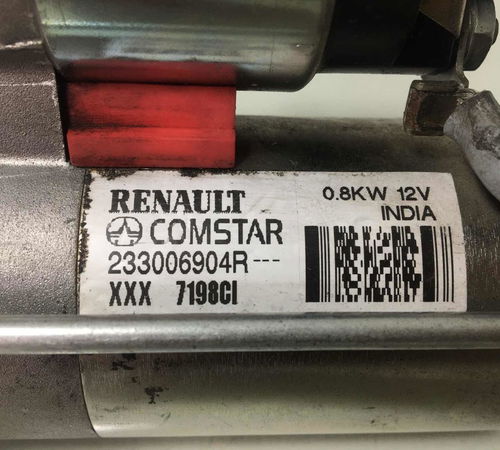 RENAULT
COMSTAR
233006904R---
XXX 7198CI
0.8KW 12V
INDIA